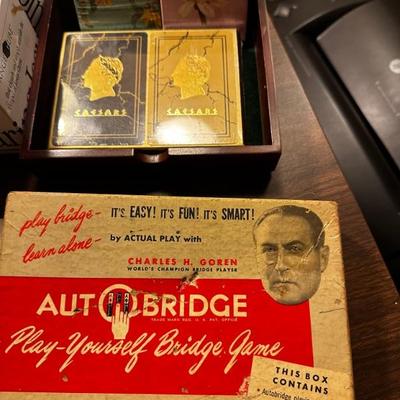 CAESARS
CAESARS
play bridge-
learn alone-
IT'S EASY! IT'S FUN! IT'S SMART!
by ACTUAL PLAY with
CHARLES H. GOREN
WORLD'S CHAMPION BRIDGE PLAYER
AUTOBRIDGE
TRADE MARK REG. U. S. PAT. OFFICE
Play-Yourself Bridge Game
THIS BOX
CONTAINS